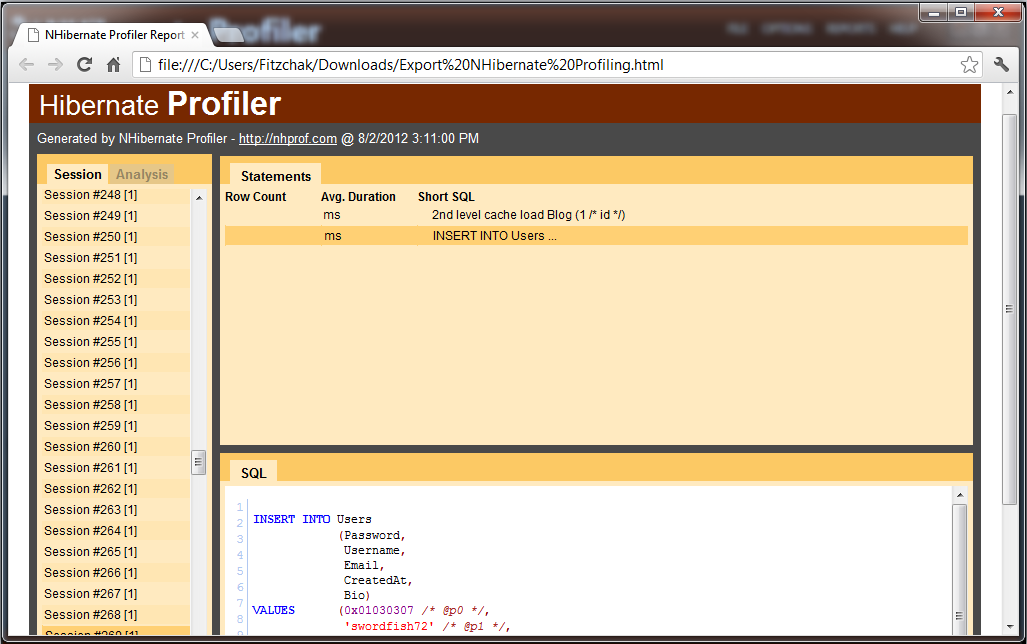 NHibernate Profiler Report
file:///C:/Users/Fitzchak/Downloads/Export%20NHibernate%20Profiling.html
Profiler
FILE OPTIONS REPORTS HELP
Hibernate Profiler
Generated by NHibernate Profiler - http://nhprof.com @ 8/2/2012 3:11:00 PM
Session Analysis
Session #248 [1]
Session #249 [1]
Session #250 [1]
Session #251 [1]
Session #252 [1]
Session #253 [1]
Session #254 [1]
Session #255 [1]
Session #256 [1]
Session #257 [1]
Session #258 [1]
Session #259 [1]
Session #260 [1]
Session #261 [1]
Session #262 [1]
Session #263 [1]
Session #264 [1]
Session #265 [1]
Session #266 [1]
Session #267 [1]
Session #268 [1]
Session #269 [1]
Statements
Row Count Avg. Duration Short SQL
ms 2nd level cache load Blog (1 /* id */)
ms INSERT INTO Users ...
SQL
1
2 INSERT INTO Users
3 (Password,
4 Username,
5 Email,
6 CreatedAt,
7 Bio)
8 VALUES (0x01030307 /* @p0 */,
9 'swordfish72' /* @p1 */,